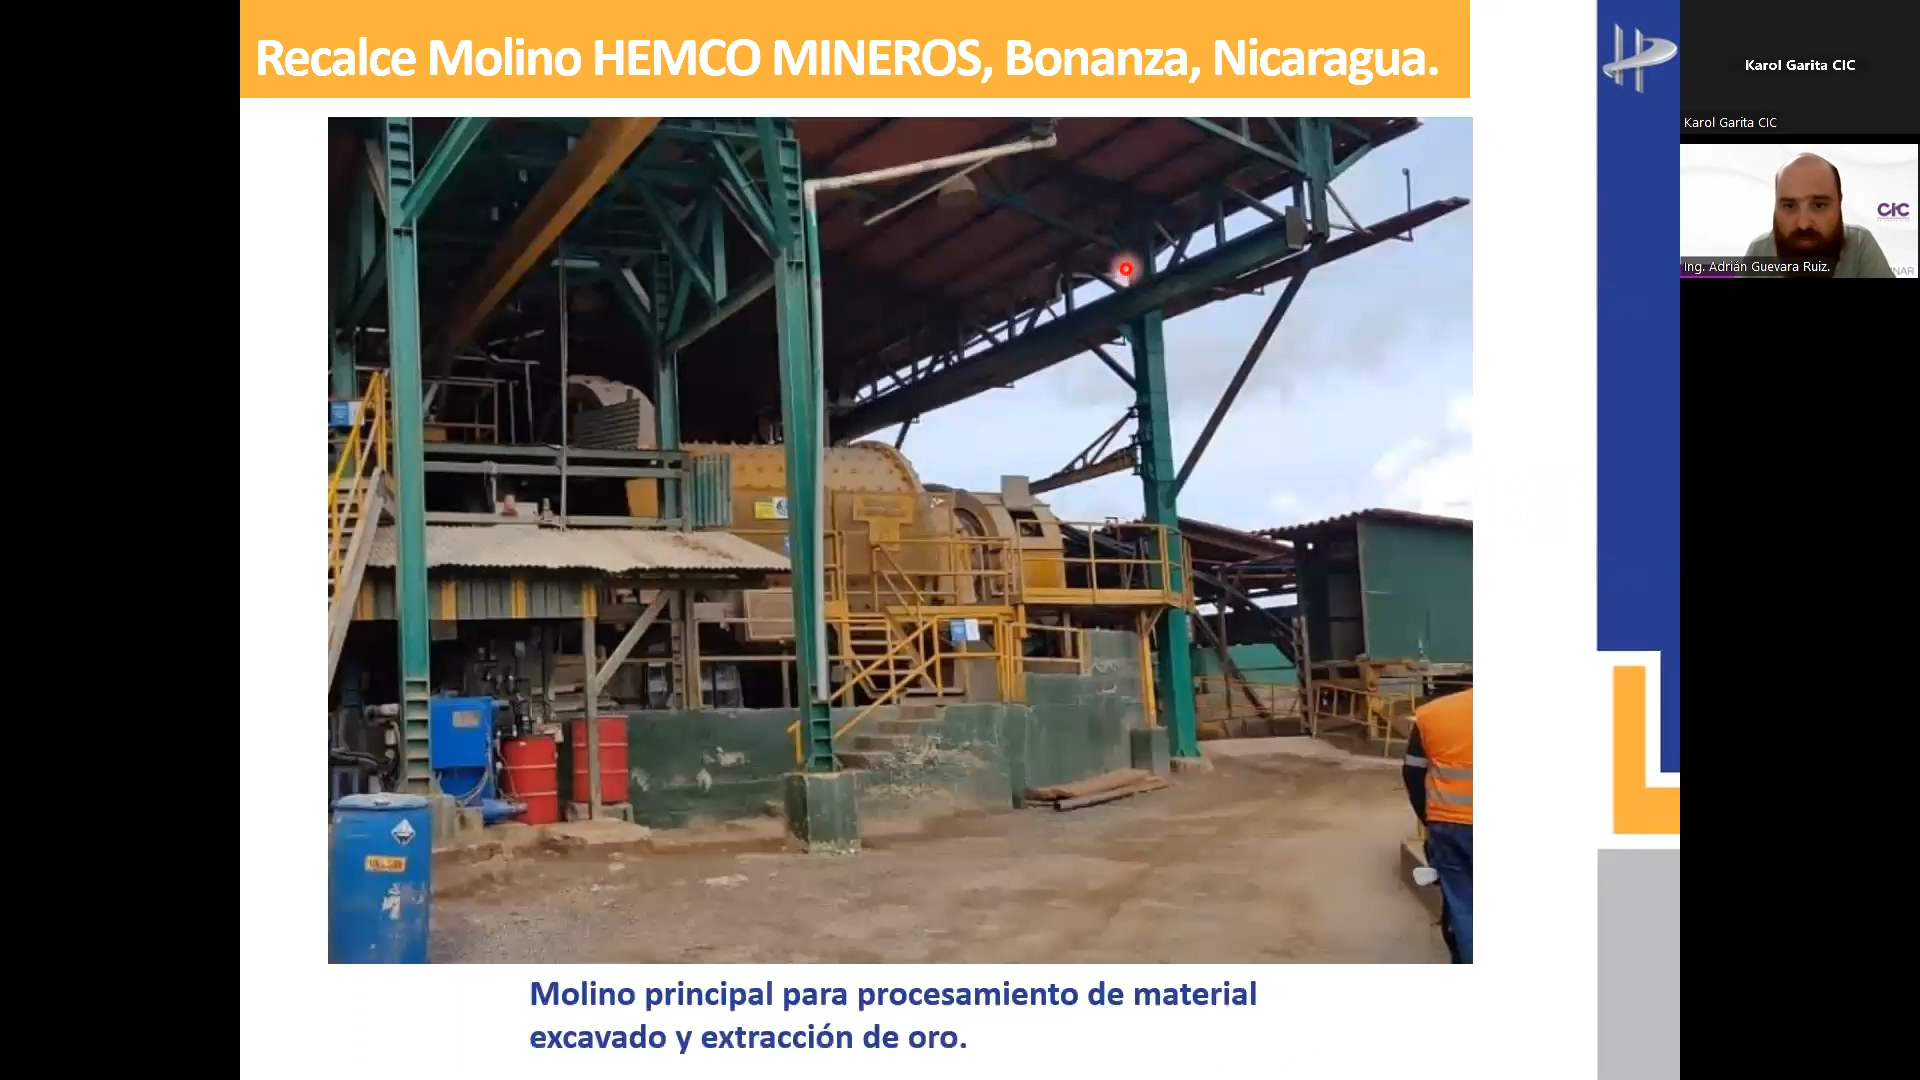 Recalce Molino HEMCO MINEROS, Bonanza, Nicaragua.
Karol Garita CIC
Karol Garita CIC
CIC
Ing. Adrián Guevara Ruiz.
NAR
Molino principal para procesamiento de material
excavado y extracción de oro.